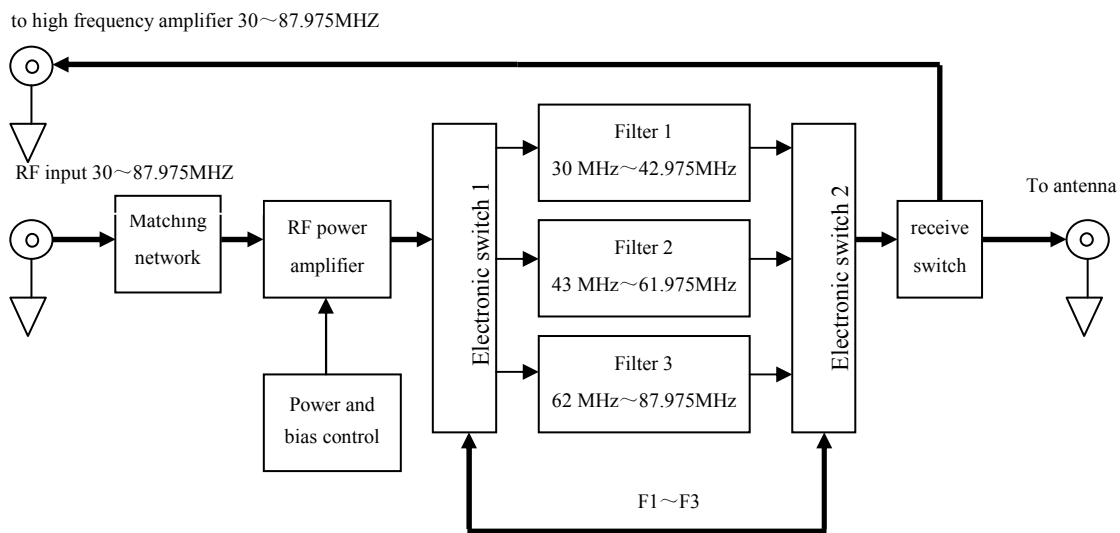 to high frequency amplifier 30～87.975MHZ
RF input 30～87.975MHZ
Matching
network
RF power
amplifier
Power and
bias control
Electronic switch 1
Filter 1
30 MHz～42.975MHz
Filter 2
43 MHz～61.975MHz
Filter 3
62 MHz～87.975MHz
Electronic switch 2
receive
switch
To antenna
F1～F3